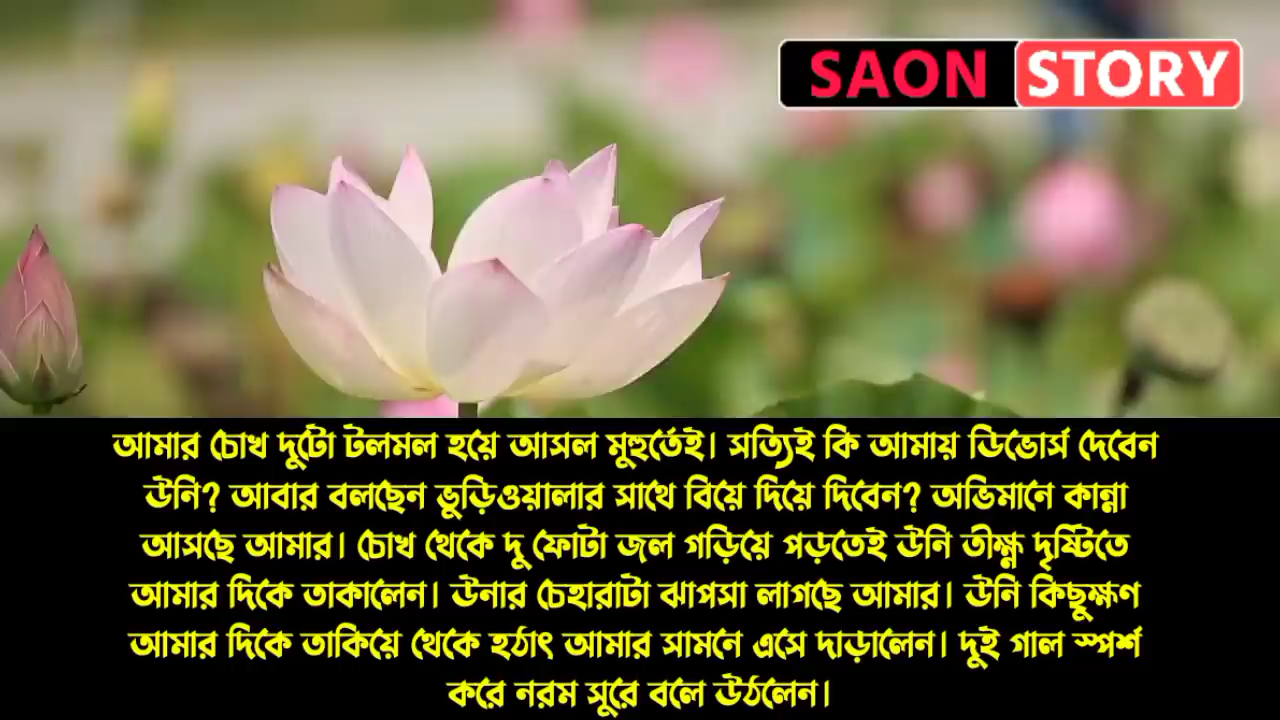 SAON STORY
আমার চোখ দুটো টলমল হয়ে আসল মুহুর্তেই। সত্যিই কি আমায় ডিভোর্স দেবেন
উনি? আবার বলছেন ভুড়িওয়ালার সাথে বিয়ে দিয়ে দিবেন? অভিমানে কান্না
আসছে আমার। চোখ থেকে দু ফোটা জল গড়িয়ে পড়তেই উনি তীক্ষ্ণ দৃষ্টিতে
আমার দিকে তাকালেন। উনার চেহারাটা ঝাপসা লাগছে আমার। উনি কিছুক্ষণ
আমার দিকে তাকিয়ে থেকে হঠাৎ আমার সামনে এসে দাড়ালেন। দুই গাল স্পর্শ
করে নরম সুরে বলে উঠলেন।